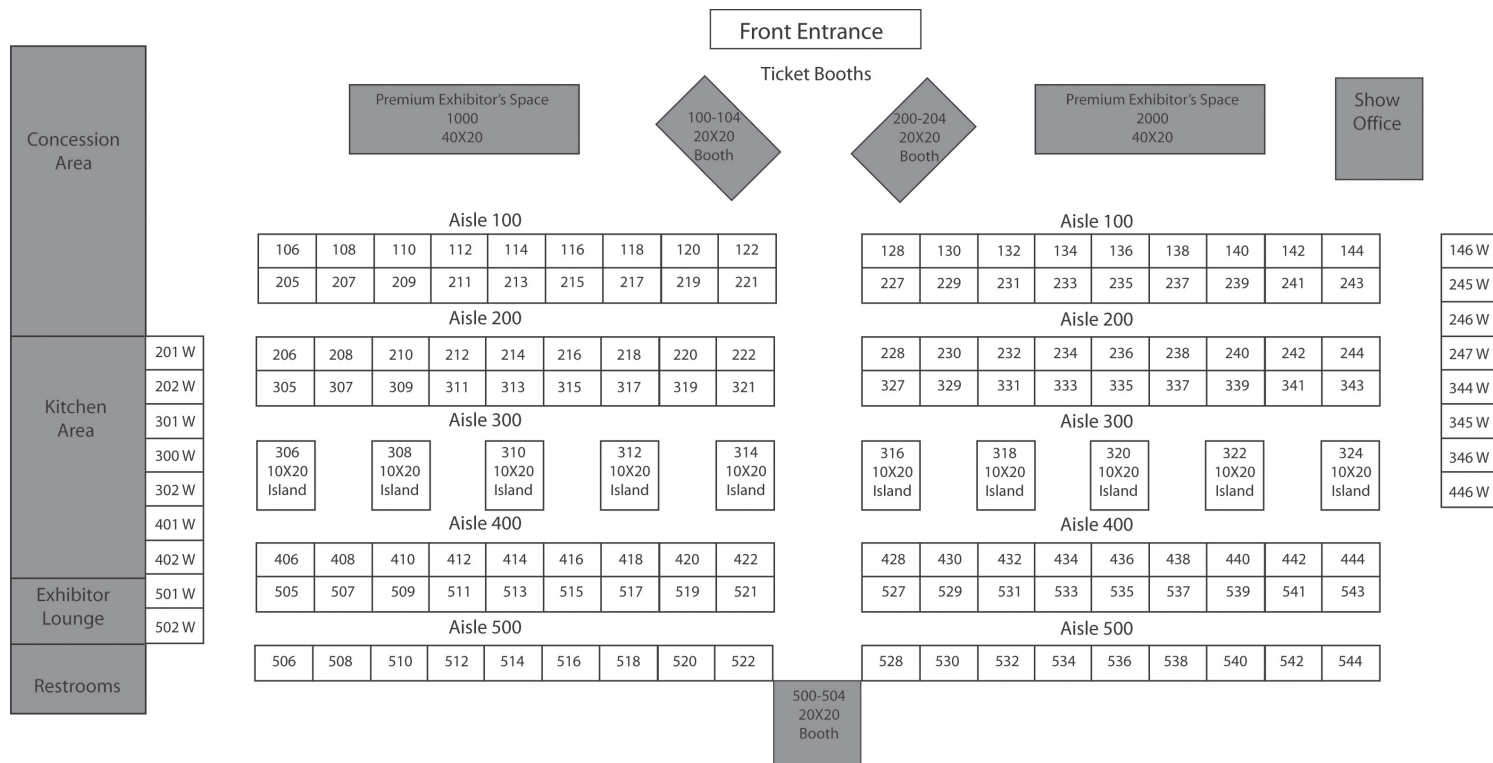 Front Entrance
Ticket Booths
Premium Exhibitor's Space
1000
40X20
100-104
20X20
Booth
200-204
20X20
Booth
Premium Exhibitor's Space
2000
40X20
Show
Office
Concession
Area
Kitchen
Area
Exhibitor
Lounge
Restrooms
201 W
202 W
301 W
300 W
302 W
401 W
402 W
501 W
502 W
Aisle 100
106 108 110 112 114 116 118 120 122
205 207 209 211 213 215 217 219 221
Aisle 200
206 208 210 212 214 216 218 220 222
305 307 309 311 313 315 317 319 321
Aisle 300
306
10X20
Island
308
10X20
Island
310
10X20
Island
312
10X20
Island
314
10X20
Island
Aisle 400
406 408 410 412 414 416 418 420 422
505 507 509 511 513 515 517 519 521
Aisle 500
506 508 510 512 514 516 518 520 522
Aisle 100
128 130 132 134 136 138 140 142 144
227 229 231 233 235 237 239 241 243
Aisle 200
228 230 232 234 236 238 240 242 244
327 329 331 333 335 337 339 341 343
Aisle 300
316
10X20
Island
318
10X20
Island
320
10X20
Island
322
10X20
Island
324
10X20
Island
Aisle 400
428 430 432 434 436 438 440 442 444
527 529 531 533 535 537 539 541 543
Aisle 500
528 530 532 534 536 538 540 542 544
146 W
245 W
246 W
247 W
344 W
345 W
346 W
446 W
500-504
20X20
Booth